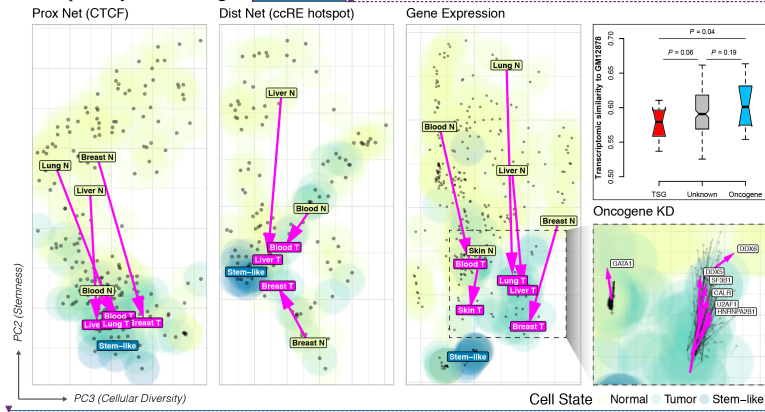 Prox Net (CTCF)
Lung N
Breast N
Liver N
Blood N
Blood T
Lung T
Breast T
Stem-like
Dist Net (ccRE hotspot)
Liver N
Blood N
Blood T
Liver T
Stem-like
Breast T
Breast N
Gene Expression
Lung N
Blood N
Liver N
Breast N
Skin N
Blood T
Lung T
Liver T
Skin T
Breast T
Stem-like
Transcriptomic similarity to GM12878
0.70
0.65
0.60
0.55
0.50
P = 0.04
P = 0.06
P = 0.19
TSG
Unknown
Oncogene
Oncogene KD
GATA1
DDX6
DDX5
SF3B1
CALR
U2AF1
HNRNPA2B1
PC2 (Stemness)
PC3 (Cellular Diversity)
Cell State Normal Tumor Stem-like